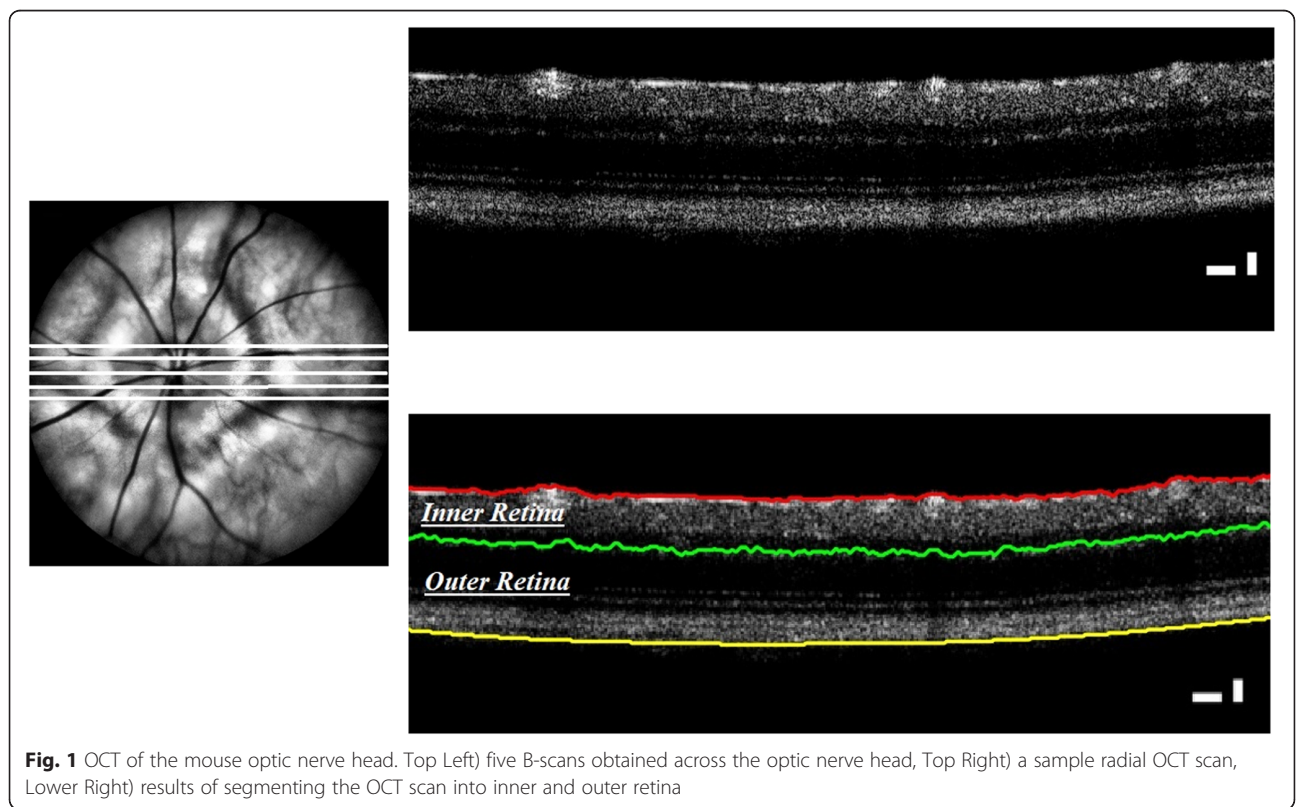 Inner Retina
Outer Retina
Fig. 1 OCT of the mouse optic nerve head. Top Left) five B-scans obtained across the optic nerve head, Top Right) a sample radial OCT scan,
Lower Right) results of segmenting the OCT scan into inner and outer retina